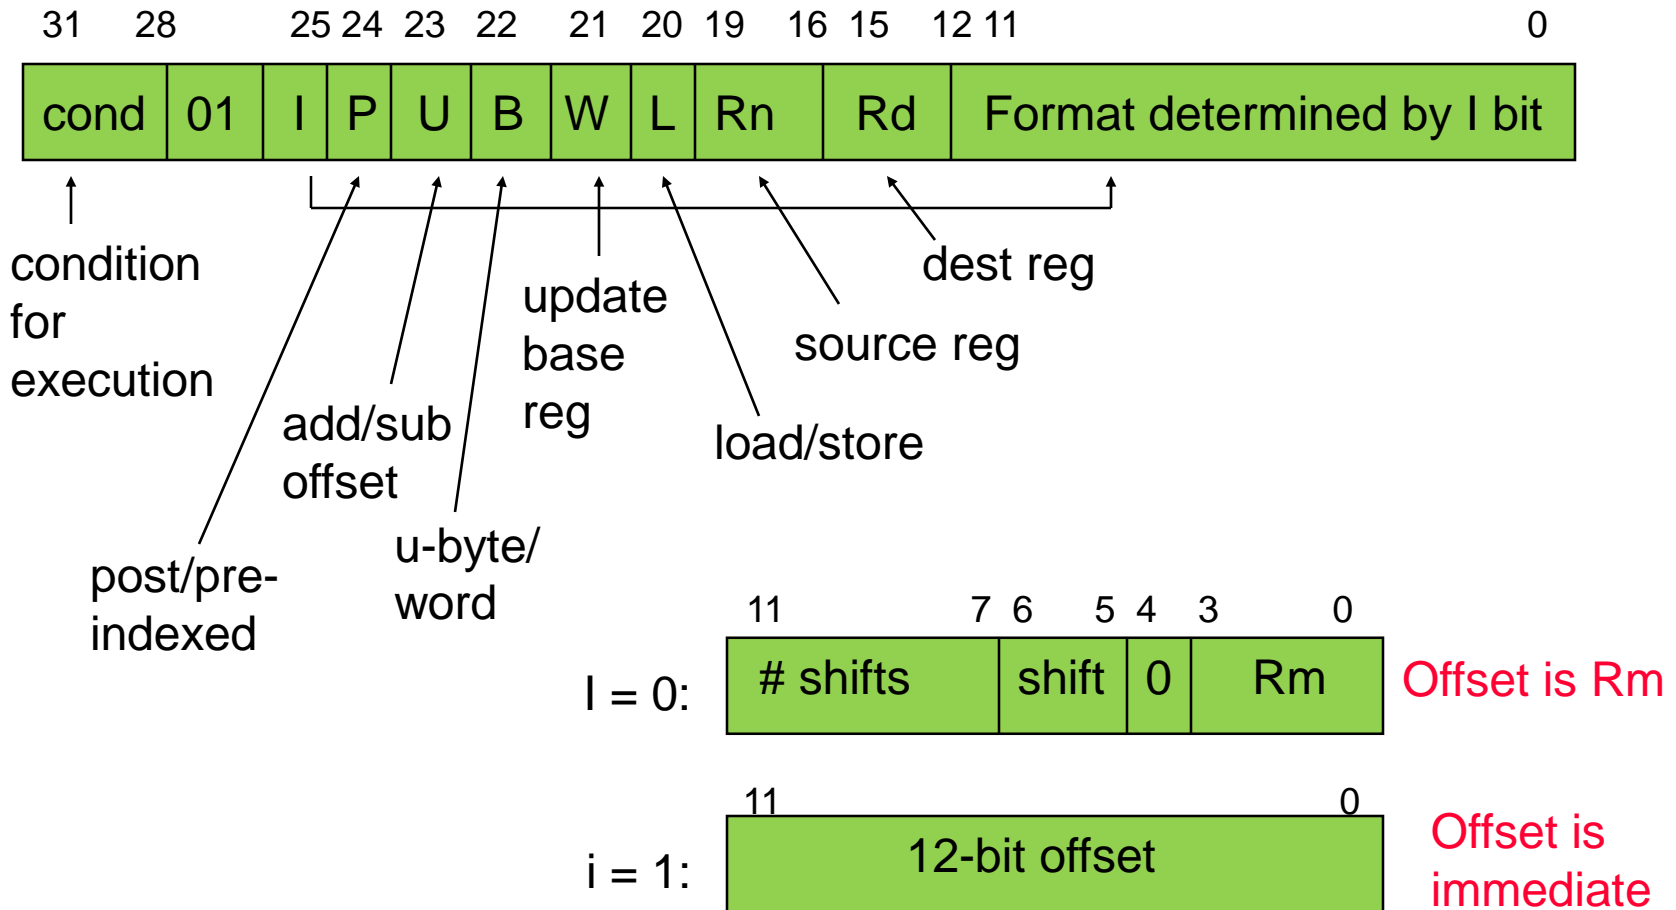 31 28 25 24 23 22 21 20 19 16 15 12 11 0
cond 01 I P U B W L Rn Rd Format determined by I bit
condition
for
execution
post/pre-
indexed
add/sub
offset
u-byte/
word
update
base
reg
load/store
source reg
dest reg
11 7 6 5 4 3 0
I = 0: # shifts shift 0 Rm Offset is Rm
11 0
i = 1: 12-bit offset Offset is
immediate